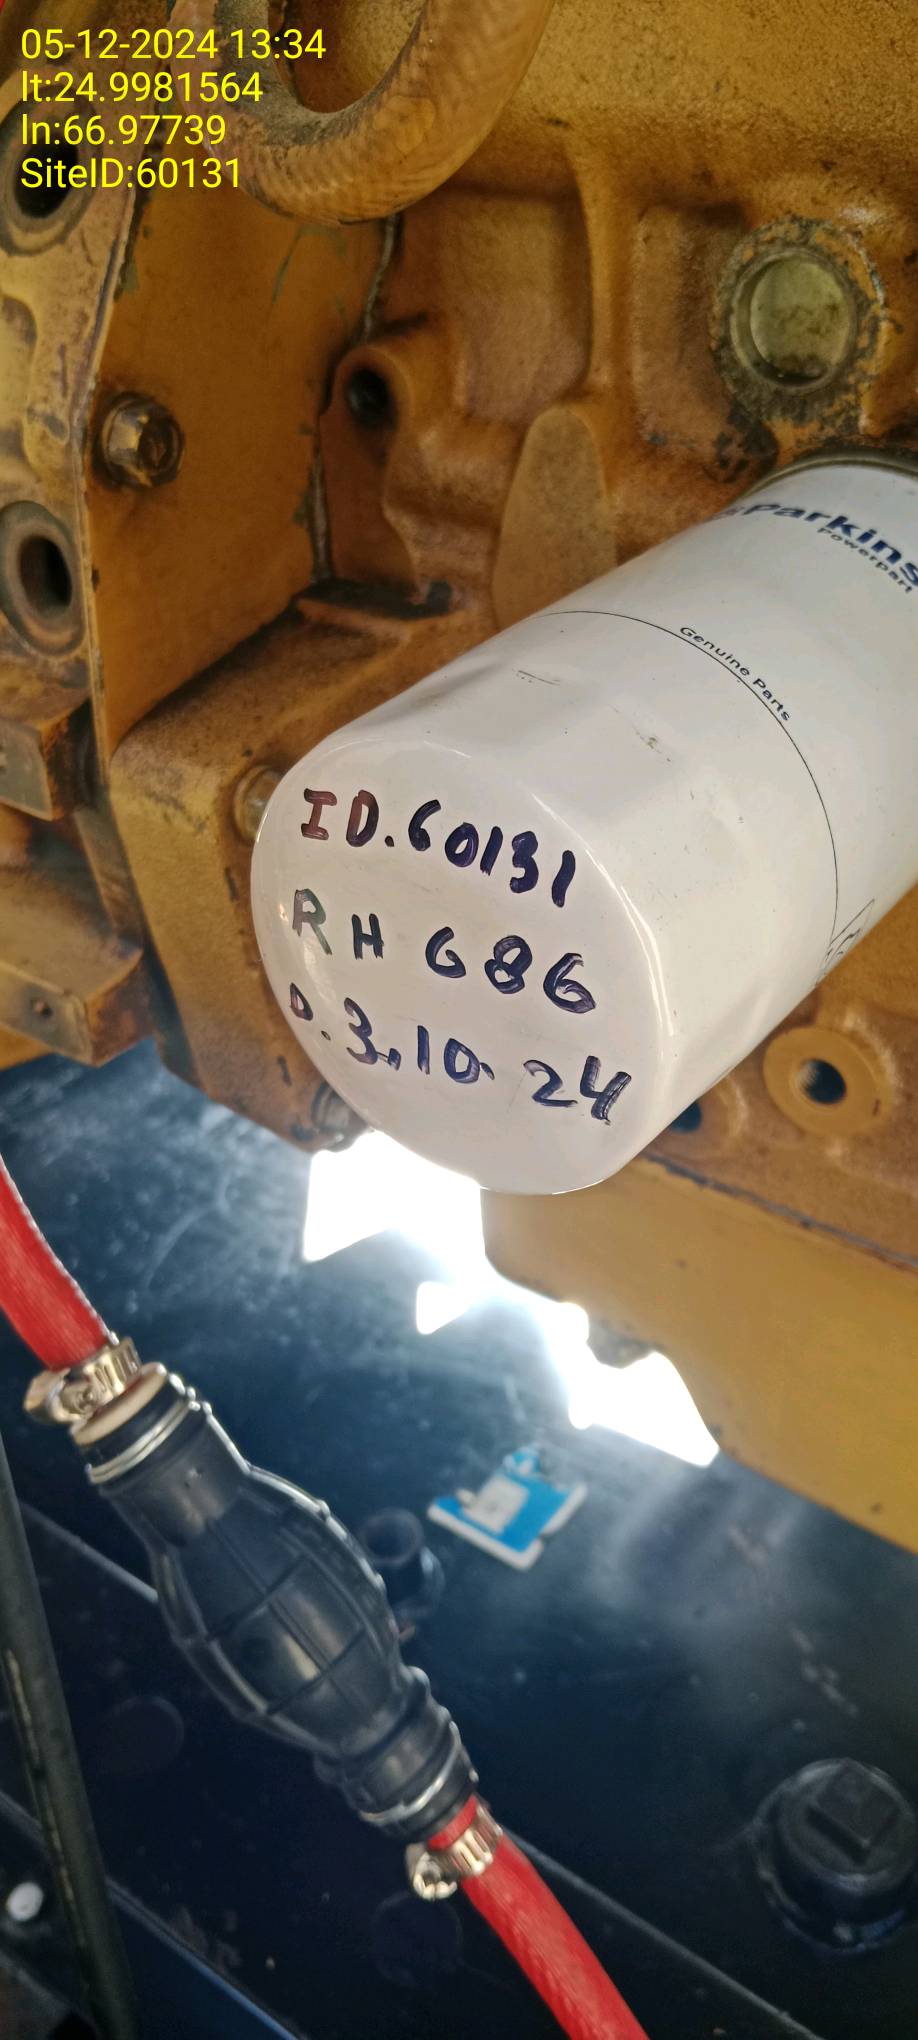 05-12-2024 13:34
lt:24.9981564
ln:66.97739
SiteID:60131
Parkins
Powerpart
Genuine Parts
ID.60131
RH 686
D.3.10.24